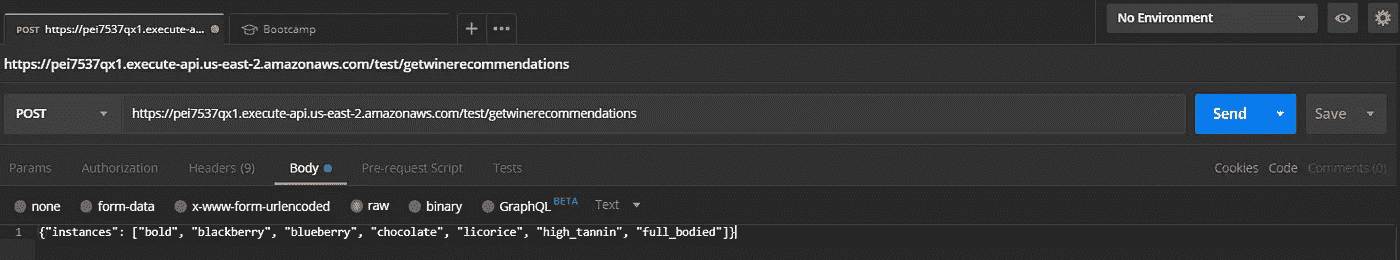 POST https://pei7537qx1.execute-a... Bootcamp No Environment
https://pei7537qx1.execute-api.us-east-2.amazonaws.com/test/getwinerecommendations
POST https://pei7537qx1.execute-api.us-east-2.amazonaws.com/test/getwinerecommendations Send Save
Params Authorization Headers (9) Body Pre-request Script Tests Cookies Code Comments (0)
none form-data x-www-form-urlencoded raw binary GraphQL BETA Text
1 {"instances": ["bold", "blackberry", "blueberry", "chocolate", "licorice", "high_tannin", "full_bodied"]}